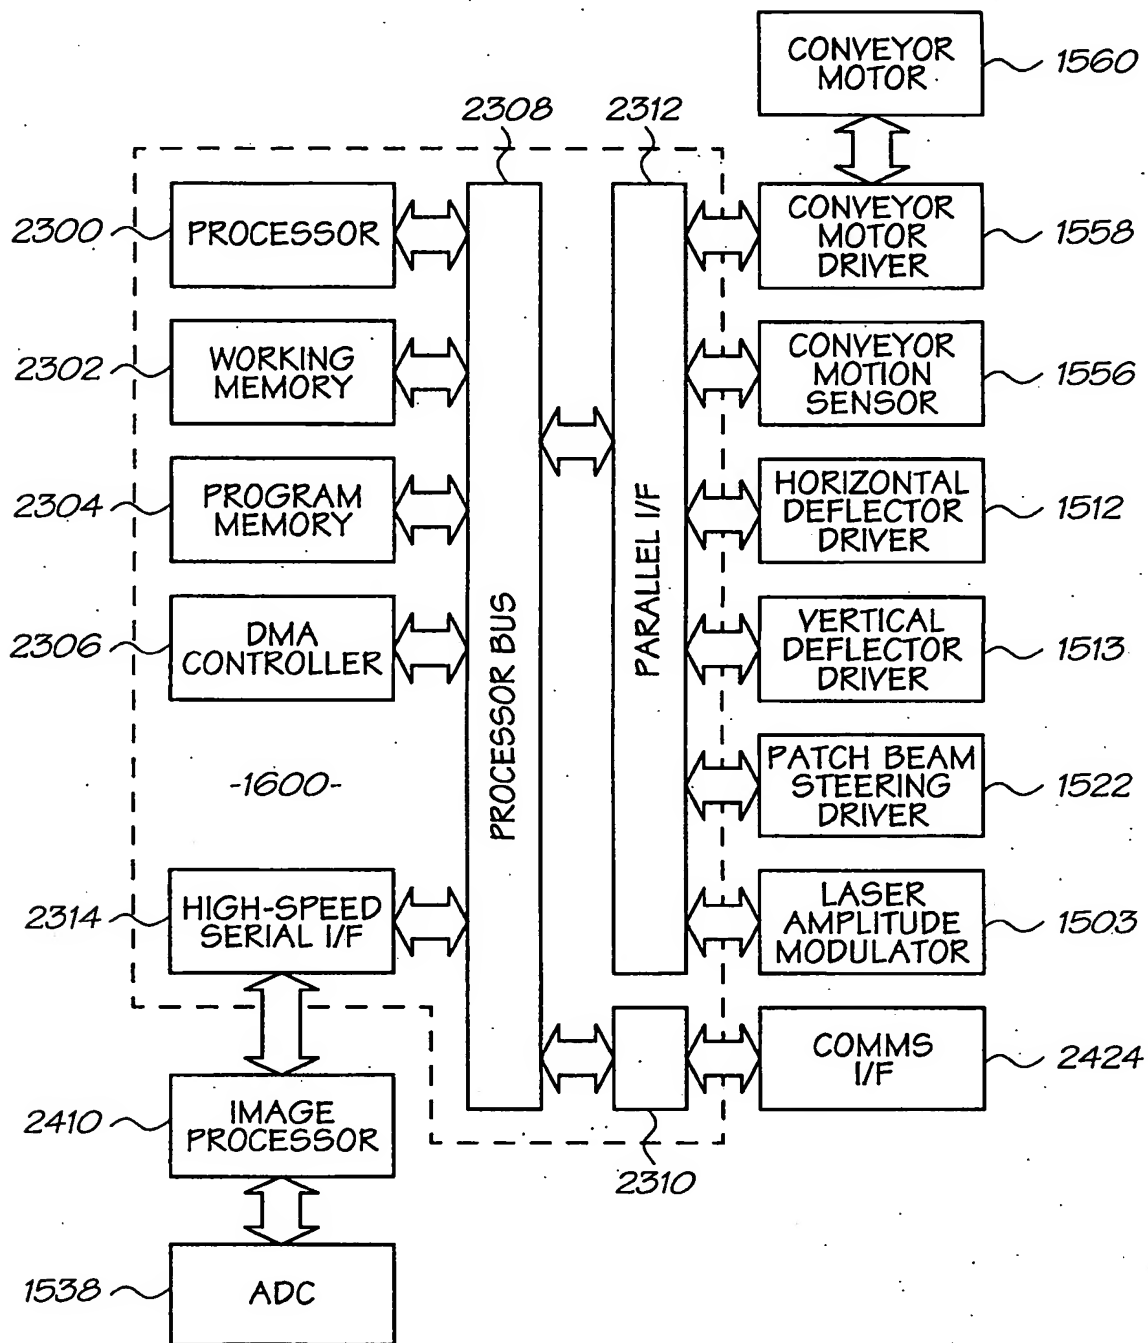 CONVEYOR
MOTOR
1560
2308
2312
2300
PROCESSOR
CONVEYOR
MOTOR
DRIVER
1558
2302
WORKING
MEMORY
CONVEYOR
MOTION
SENSOR
1556
2304
PROGRAM
MEMORY
HORIZONTAL
DEFLECTOR
DRIVER
1512
2306
DMA
CONTROLLER
PROCESSOR BUS
PARALLEL I/F
VERTICAL
DEFLECTOR
DRIVER
1513
-1600-
PATCH BEAM
STEERING
DRIVER
1522
2314
HIGH-SPEED
SERIAL I/F
LASER
AMPLITUDE
MODULATOR
1503
COMMS
I/F
2424
2410
IMAGE
PROCESSOR
2310
1538
ADC